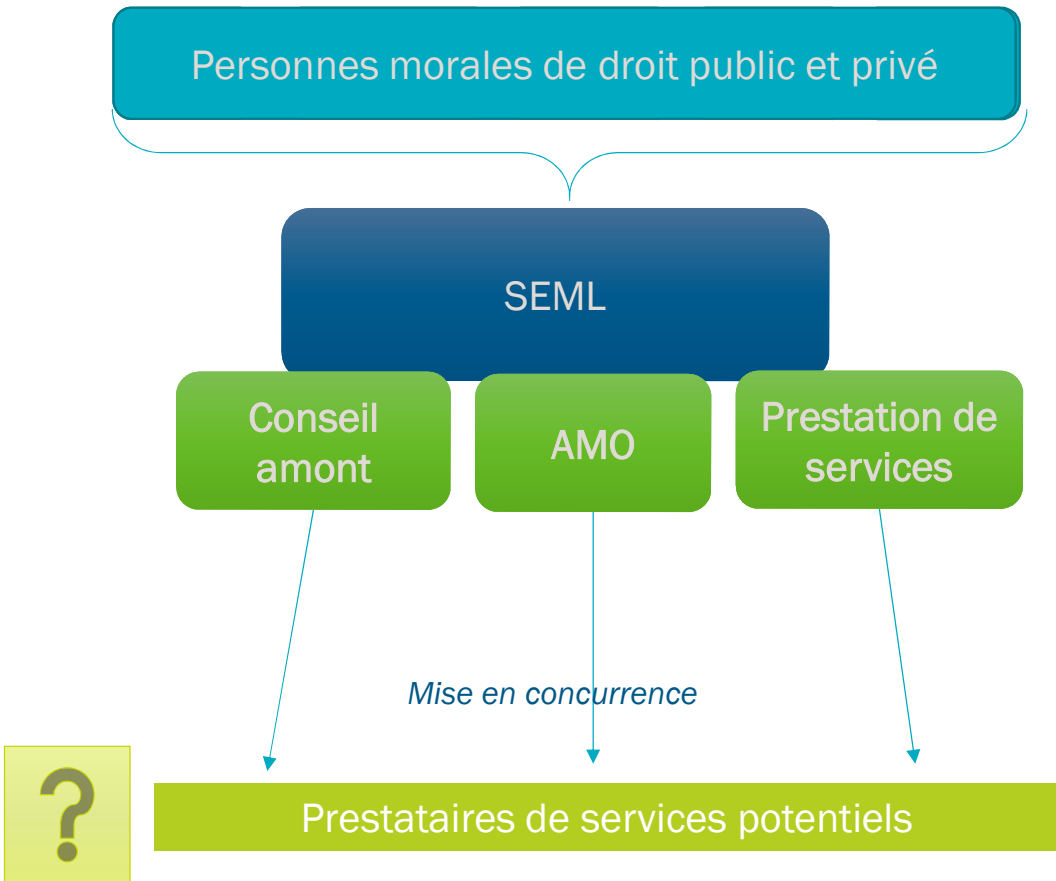 Personnes morales de droit public et privé
SEML
Conseil
amont
AMO
Prestation de
services
Mise en concurrence
?
Prestataires de services potentiels